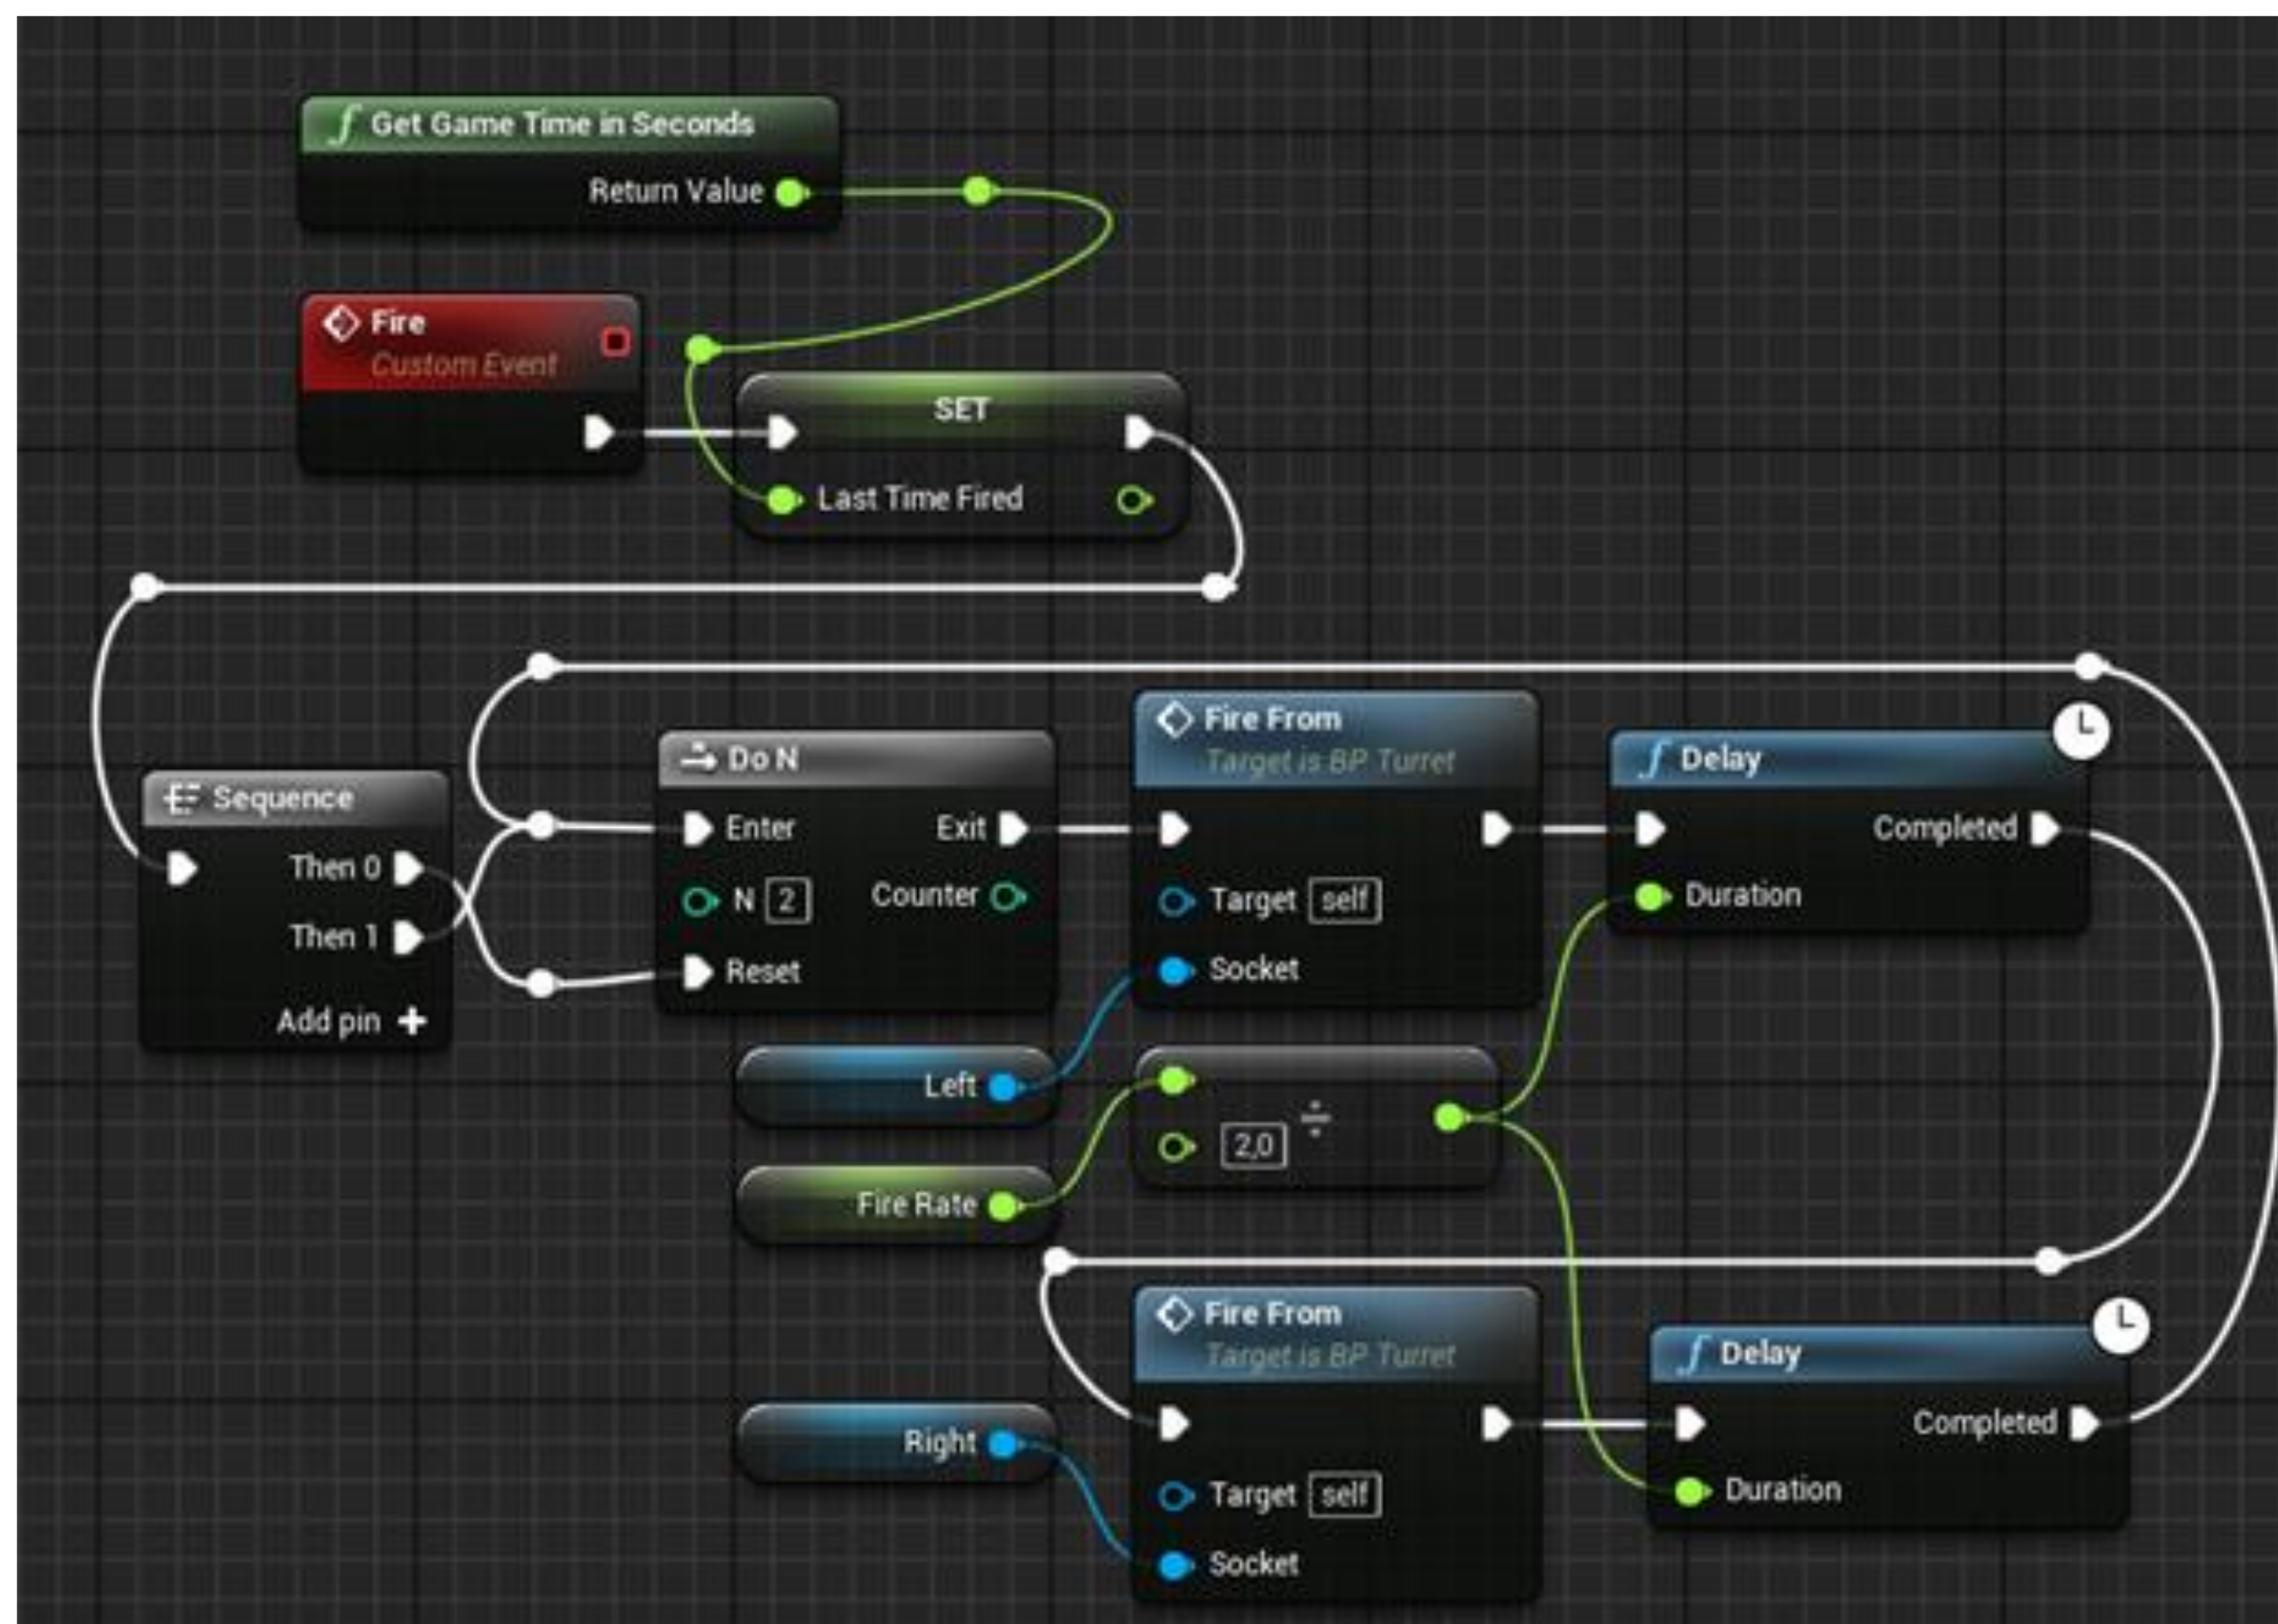 Get Game Time in Seconds
Return Value
Fire
Custom Event
SET
Last Time Fired
Sequence
Then 0
Then 1
Add pin
Do N
Enter
Exit
N 2
Counter
Reset
Fire From
Target is BP Turret
Target self
Socket
Delay
Completed
Duration
Left
2,0 ÷
Fire Rate
Fire From
Target is BP Turret
Target self
Socket
Delay
Completed
Duration
Right